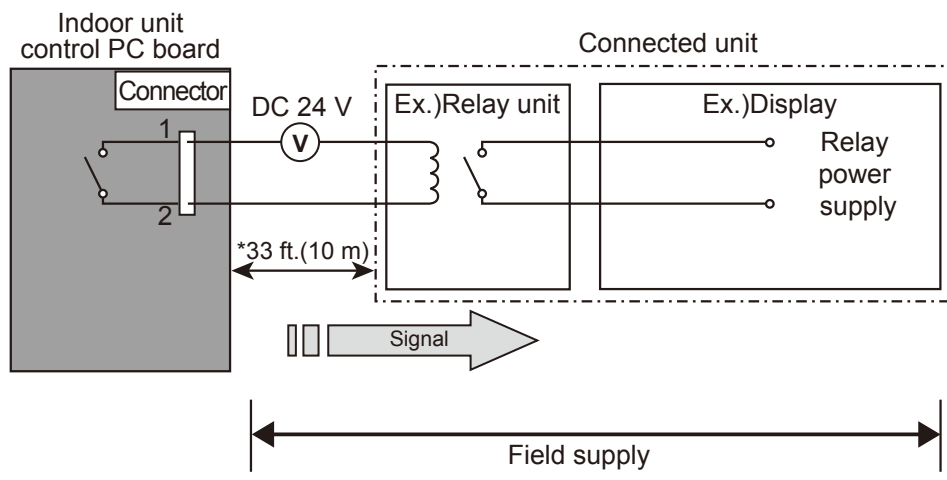 Indoor unit
control PC board
Connector
1
2
DC 24 V
V
*33 ft.(10 m)
Connected unit
Ex.)Relay unit
Ex.)Display
Relay
power
supply
Signal
Field supply